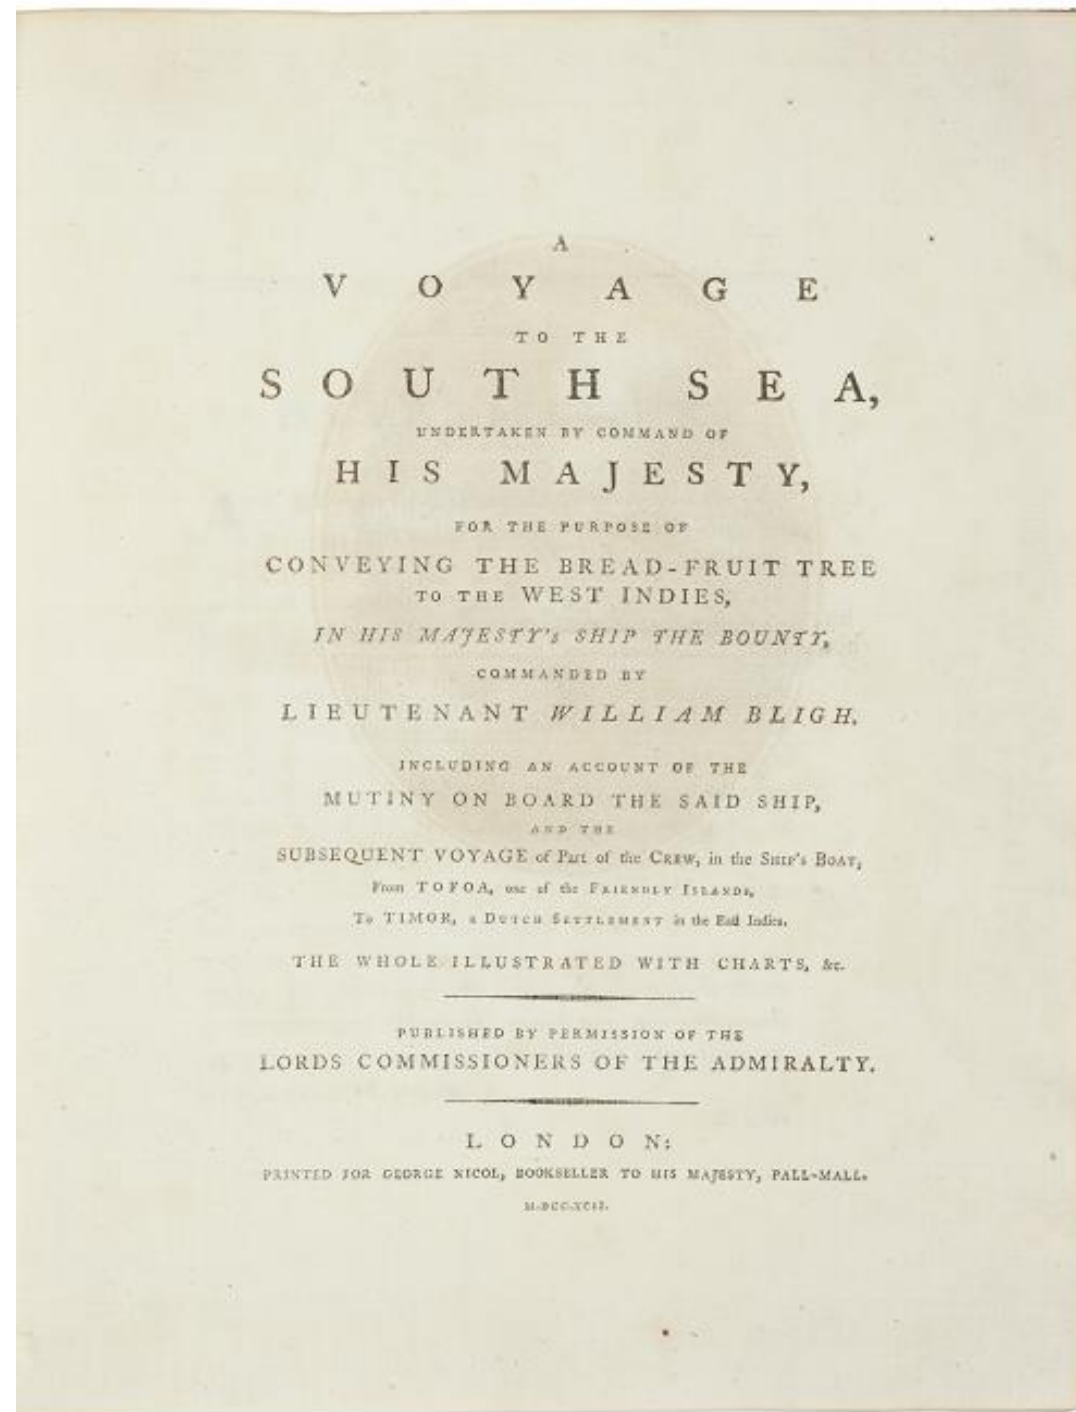 A
VOYAGE
TO THE
SOUTH SEA,
UNDERTAKEN BY COMMAND OF
HIS MAJESTY,
FOR THE PURPOSE OF
CONVEYING THE BREAD-FRUIT TREE
TO THE WEST INDIES,
IN HIS MAJESTY's SHIP THE BOUNTY,
COMMANDED BY
LIEUTENANT WILLIAM BLIGH.
INCLUDING AN ACCOUNT OF THE
MUTINY ON BOARD THE SAID SHIP,
AND THE
SUBSEQUENT VOYAGE of Part of the CREW, in the SHIP's BOAT,
From TOFOA, one of the FRIENDLY ISLANDS,
To TIMOR, a DUTCH SETTLEMENT in the East Indies.
THE WHOLE ILLUSTRATED WITH CHARTS, &c.
PUBLISHED BY PERMISSION OF THE
LORDS COMMISSIONERS OF THE ADMIRALTY.
LONDON:
PRINTED FOR GEORGE NICOL, BOOKSELLER TO HIS MAJESTY, PALL-MALL.
M.DCC.XCII.